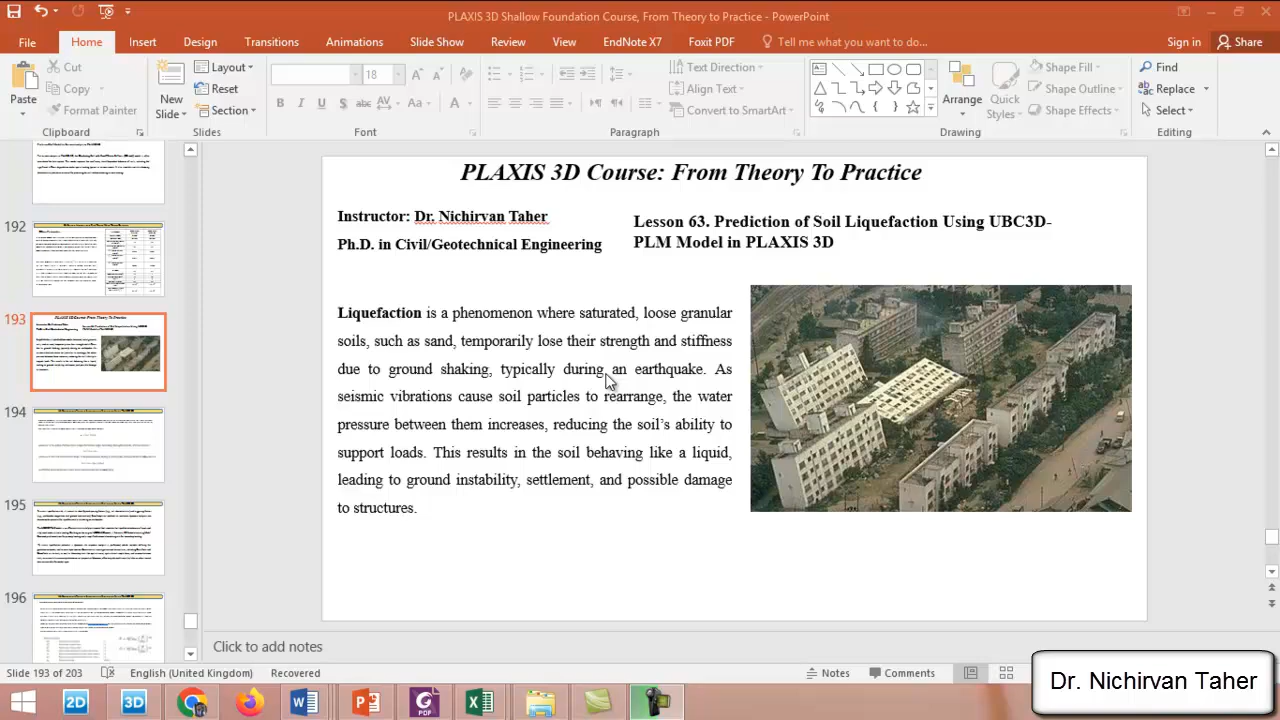 PLAXIS 3D Shallow Foundation Course, From Theory to Practice - PowerPoint
File Home Insert Design Transitions Animations Slide Show Review View EndNote X7 Foxit PDF Tell me what you want to do... Sign in Share
Paste
Cut
Copy
Format Painter
Clipboard
New Slide
Layout
Reset
Section
Slides
18
B I U S abc AV Aa A
Font
Text Direction
Align Text
Convert to SmartArt
Paragraph
Arrange
Quick Styles
Shape Fill
Shape Outline
Shape Effects
Drawing
Find
Replace
Select
Editing
192
193
194
195
196
PLAXIS 3D Course: From Theory To Practice
Instructor: Dr. Nichirvan Taher
Ph.D. in Civil/Geotechnical Engineering
Lesson 63. Prediction of Soil Liquefaction Using UBC3D-
PLM Model in PLAXIS 3D
Liquefaction is a phenomenon where saturated, loose granular
soils, such as sand, temporarily lose their strength and stiffness
due to ground shaking, typically during an earthquake. As
seismic vibrations cause soil particles to rearrange, the water
pressure between them increases, reducing the soil's ability to
support loads. This results in the soil behaving like a liquid,
leading to ground instability, settlement, and possible damage
to structures.
Click to add notes
Slide 193 of 203 English (United Kingdom) Recovered Notes Comments
2D 3D PDF
Dr. Nichirvan Taher